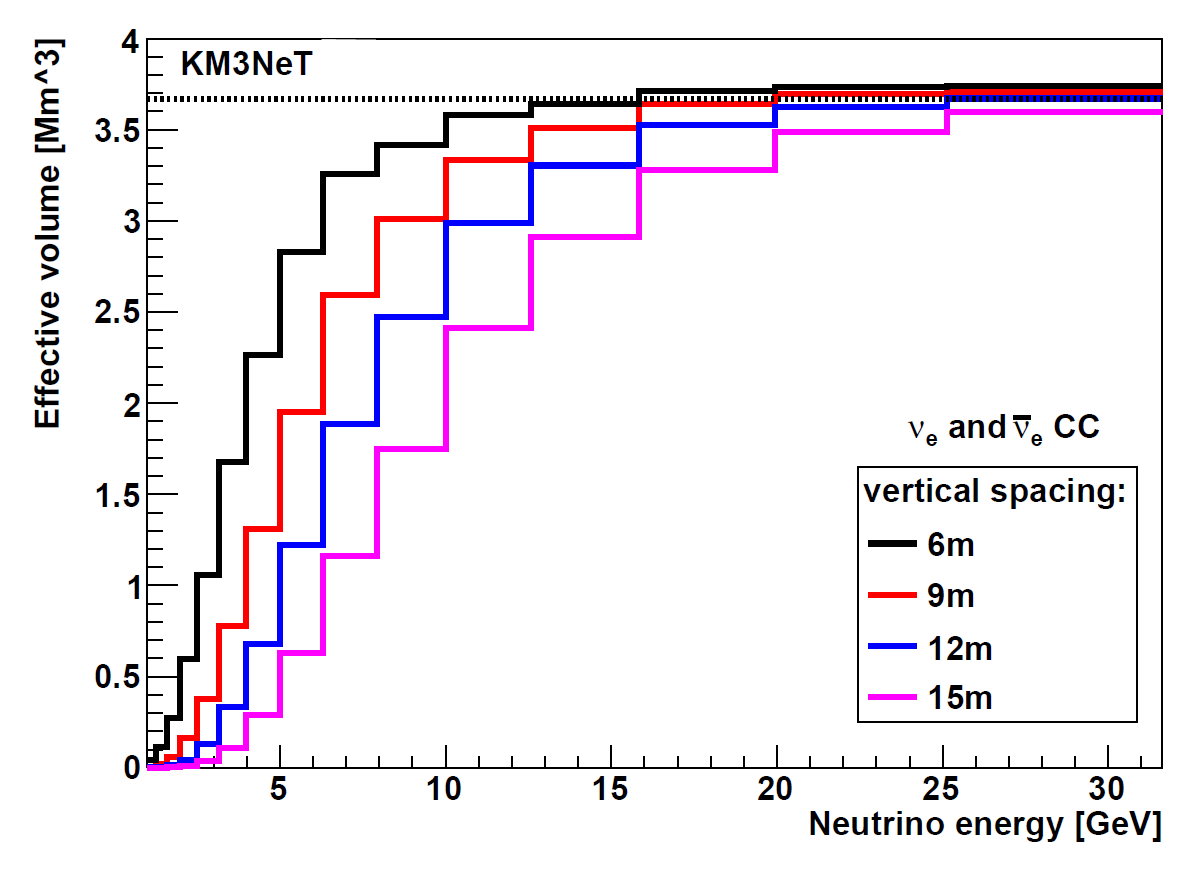 KM3NeT
Effective volume [Mm^3]
4
3.5
3
2.5
2
1.5
1
0.5
0
νe and ν̅e CC
vertical spacing:
6m
9m
12m
15m
5 10 15 20 25 30
Neutrino energy [GeV]